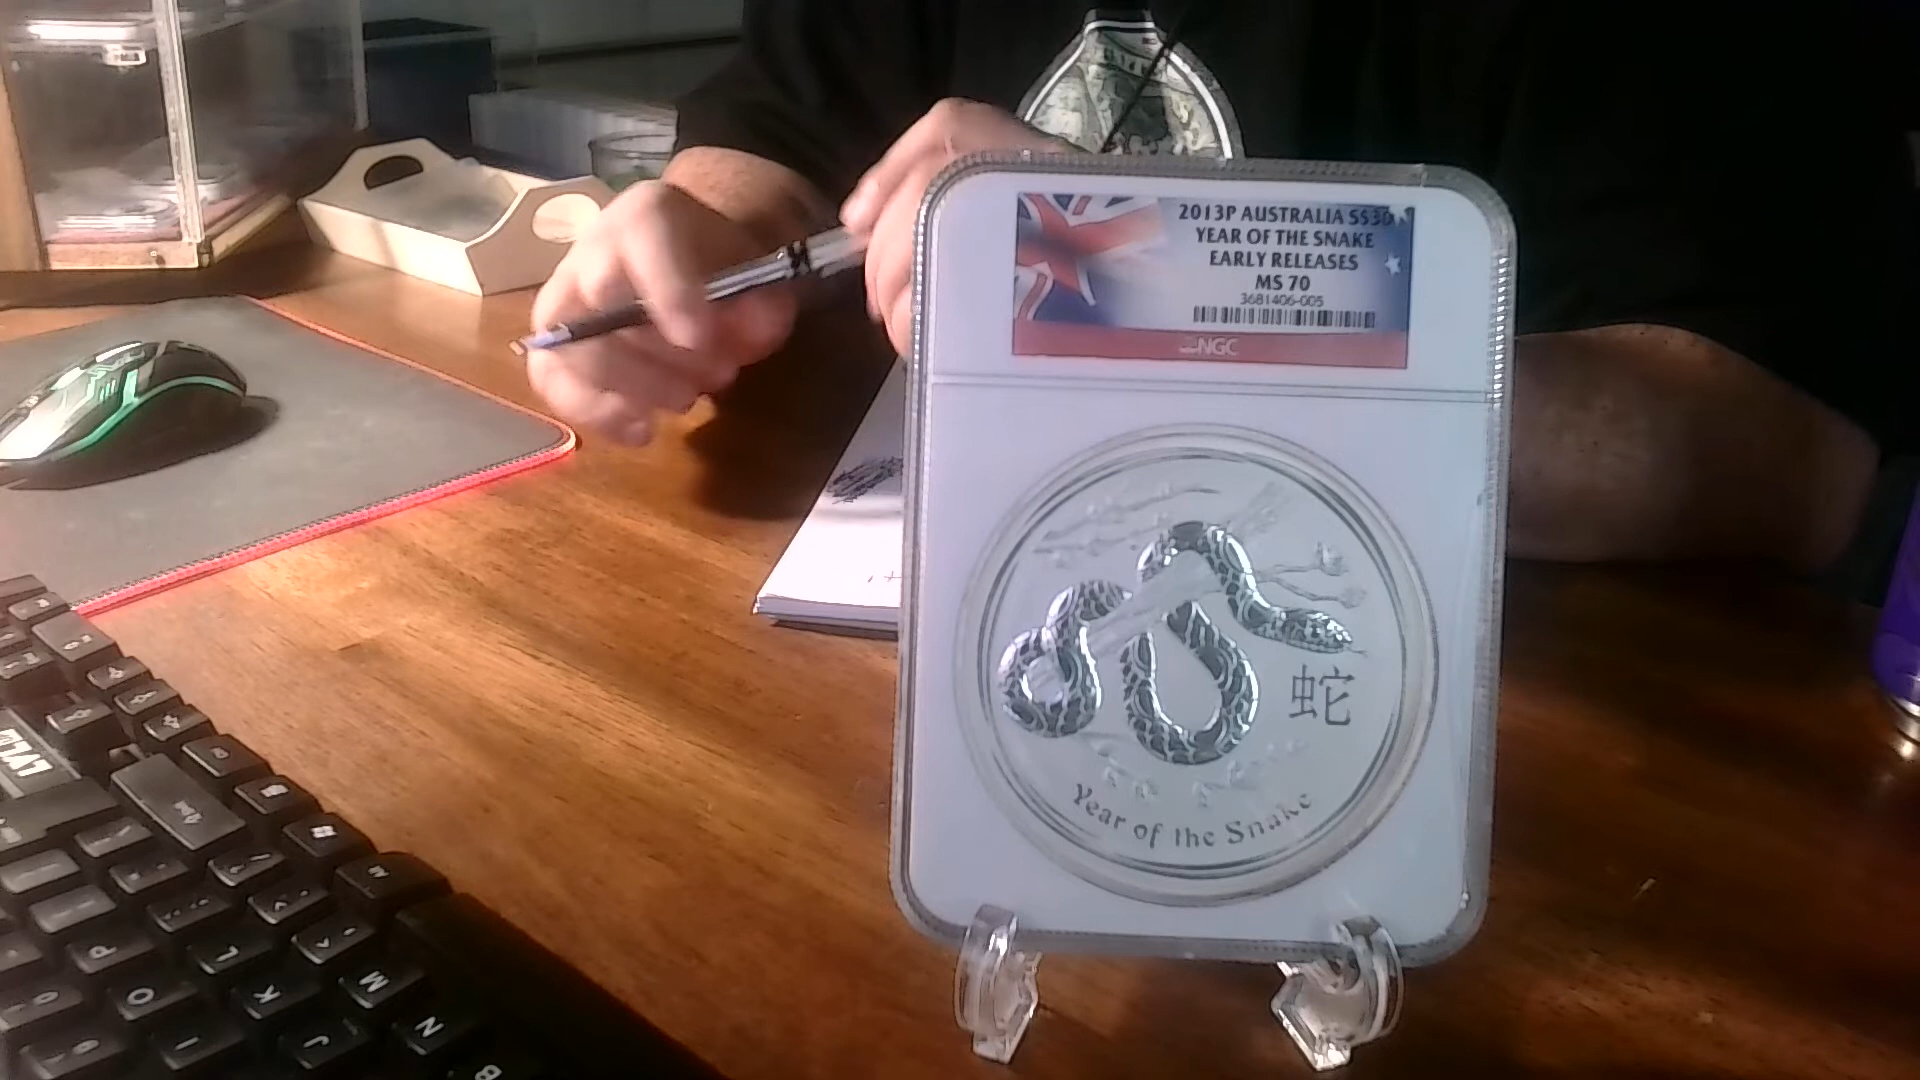 2013P AUSTRALIA S$30
YEAR OF THE SNAKE
EARLY RELEASES
MS 70
3681406-005
NGC
蛇
Year of the Snake
P
L
O
K
M
I
J
N
B